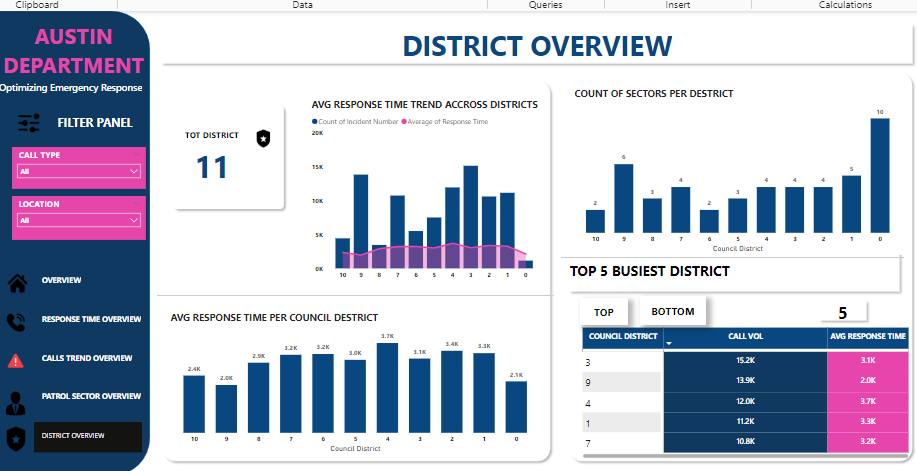 Clipboard
Data
Queries
Insert
Calculations
AUSTIN
DEPARTMENT
Optimizing Emergency Response
FILTER PANEL
CALL TYPE
All
LOCATION
All
OVERVIEW
RESPONSE TIME OVERVIEW
CALLS TREND OVERVIEW
PATROL SECTOR OVERVIEW
DISTRICT OVERVIEW
DISTRICT OVERVIEW
TOT DISTRICT
11
AVG RESPONSE TIME TREND ACCROSS DISTRICTS
Count of Incident Number Average of Response Time
20K
15K
10K
5K
0K
10 9 8 7 6 5 4 3 2 1 0
COUNT OF SECTORS PER DESTRICT
2 6 3 4 2 3 4 4 4 5 10
10 9 8 7 6 5 4 3 2 1 0
Council District
AVG RESPONSE TIME PER COUNCIL DESTRICT
2.4K 2.0K 2.9K 3.2K 3.2K 3.0K 3.7K 3.1K 3.4K 3.3K 2.1K
10 9 8 7 6 5 4 3 2 1 0
Council District
TOP 5 BUSIEST DISTRICT
TOP
BOTTOM
5
COUNCIL DISTRICT CALL VOL AVG RESPONSE TIME
3 15.2K 3.1K
9 13.9K 2.0K
4 12.0K 3.7K
1 11.2K 3.3K
7 10.8K 3.2K